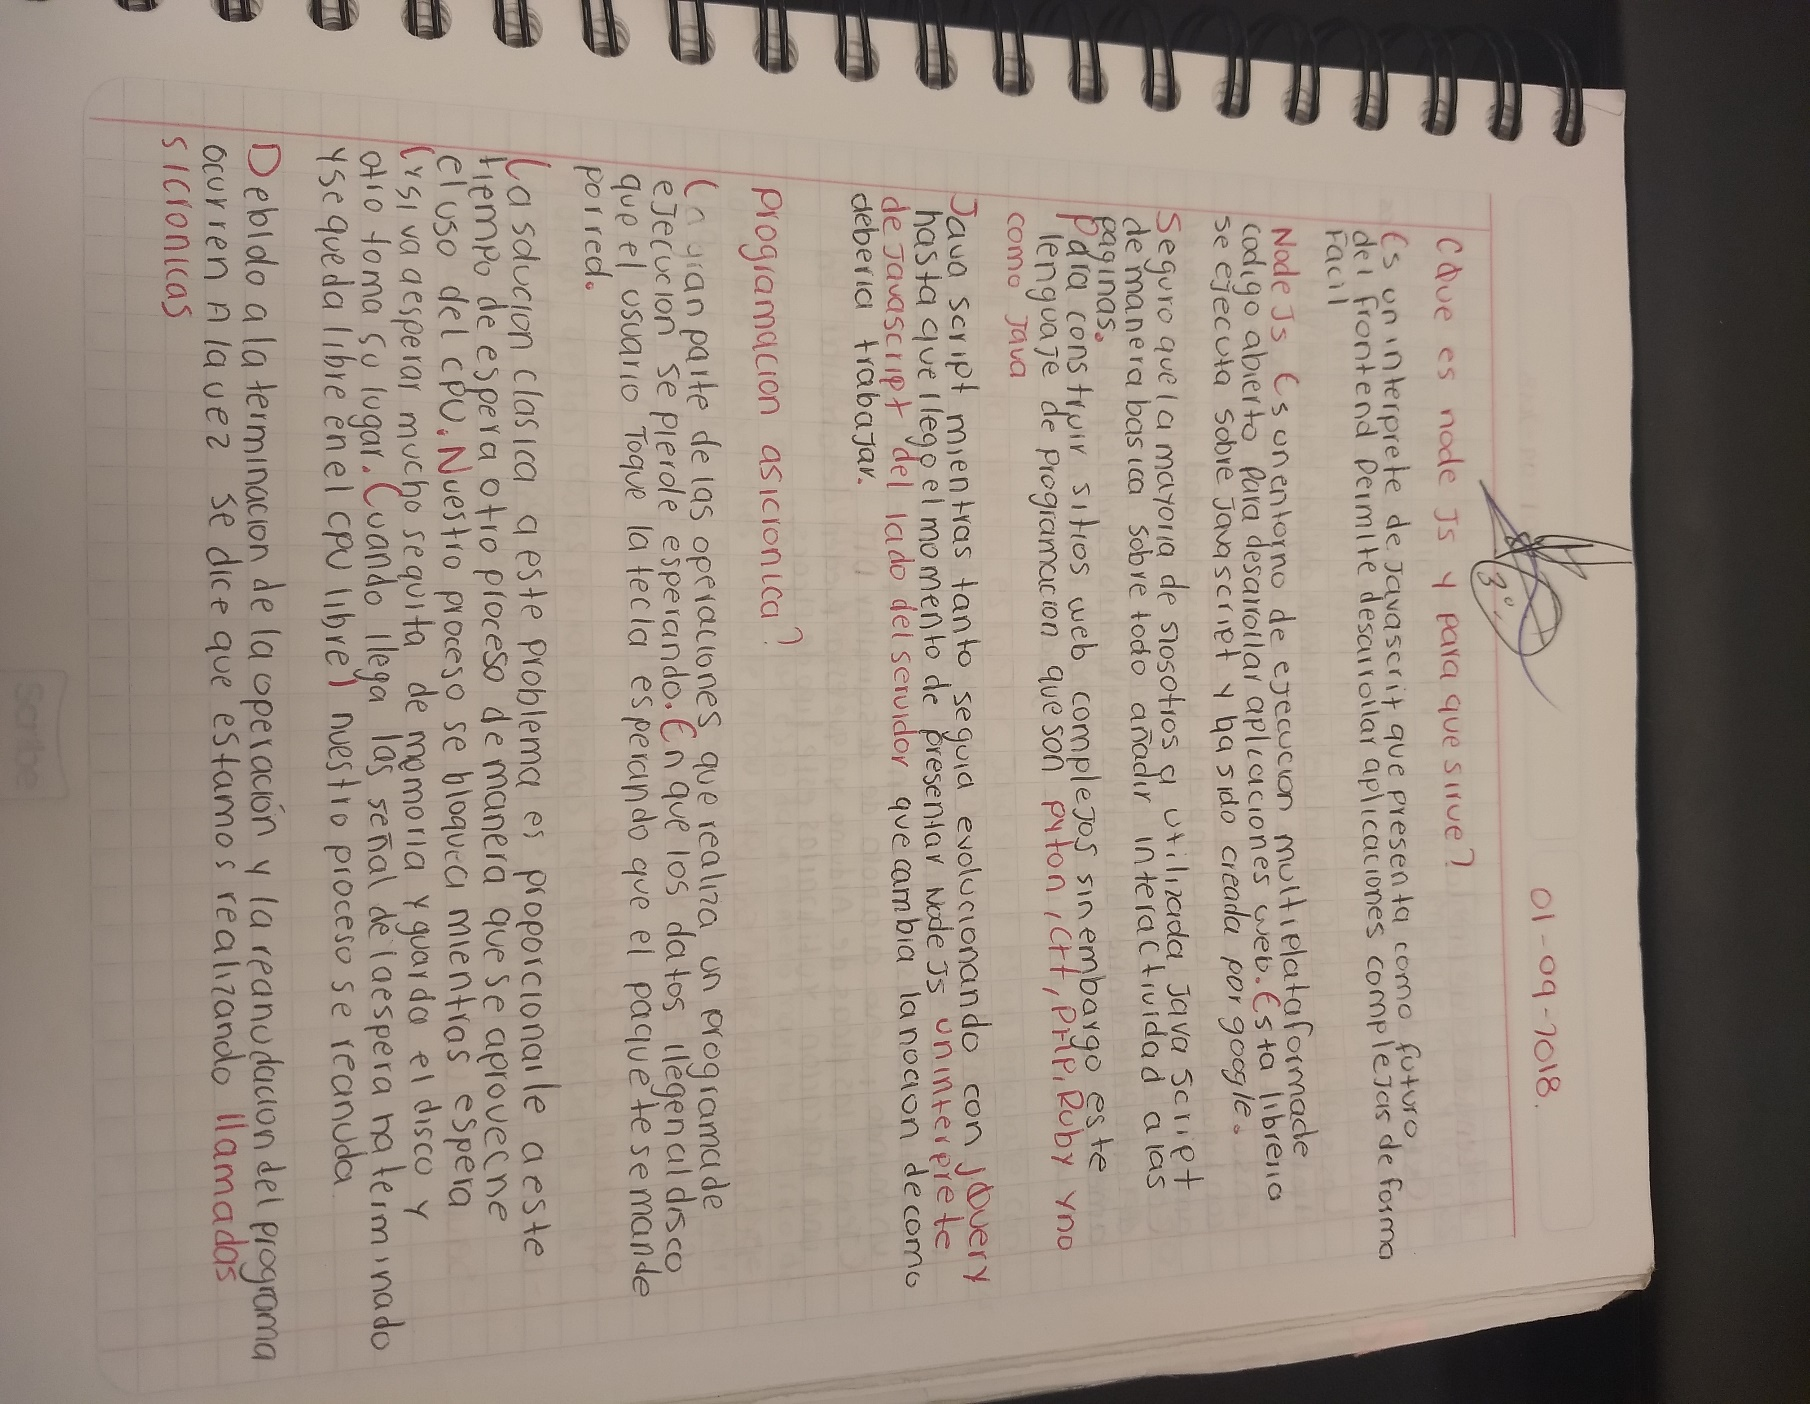 01-09-2018.
3°
¿Que es node Js y para que sirve?
Es un interprete de Javascrit que presenta como futuro
del frontend permite desarrollar aplicaciones complejas de forma
facil
Node Js Es un entorno de ejecucion multiplataformade
codigo abierto para desarrollar aplicaciones web. Esta libreria
se ejecuta sobre Java script y ha sido creada por google.
Seguro que la mayoria de nosotros a utilizada, Java script
de manera basica sobre todo añadir interactividad a las
paginas.
Para construir sitios web complejos sin embargo este
lenguaje de programacion que son pyton, C++, PHP, Ruby y no
como Java
Java script mientras tanto seguia evolucionando con jQuery
hasta que llego el momento de presentar Node Js un interprete
de Javascript del lado del servidor que cambia la nocion de como
deberia trabajar.
Programacion asicronica?
La gran parte de las operaciones que realiza un programa de
ejecucion se pierde esperando. En que los datos llegen al disco
que el usuario toque la tecla esperando que el paquete se mande
por red.
La solucion clasica a este problema es proporcionarle a este
tiempo de espera otro proceso de manera que se aproveche
el uso del cpu. Nuestro proceso se bloquea mientras espera
(y si va a esperar mucho se quita de memoria y guarda el disco y
otro toma su lugar. Cuando llega las señal de la espera ha terminado
y se queda libre en el cpu libre) nuestro proceso se reanuda.
Debido a la terminacion de la operación y la reanudacion del programa
ocurren A la vez se dice que estamos realizando llamadas
sicronicas
Scribe